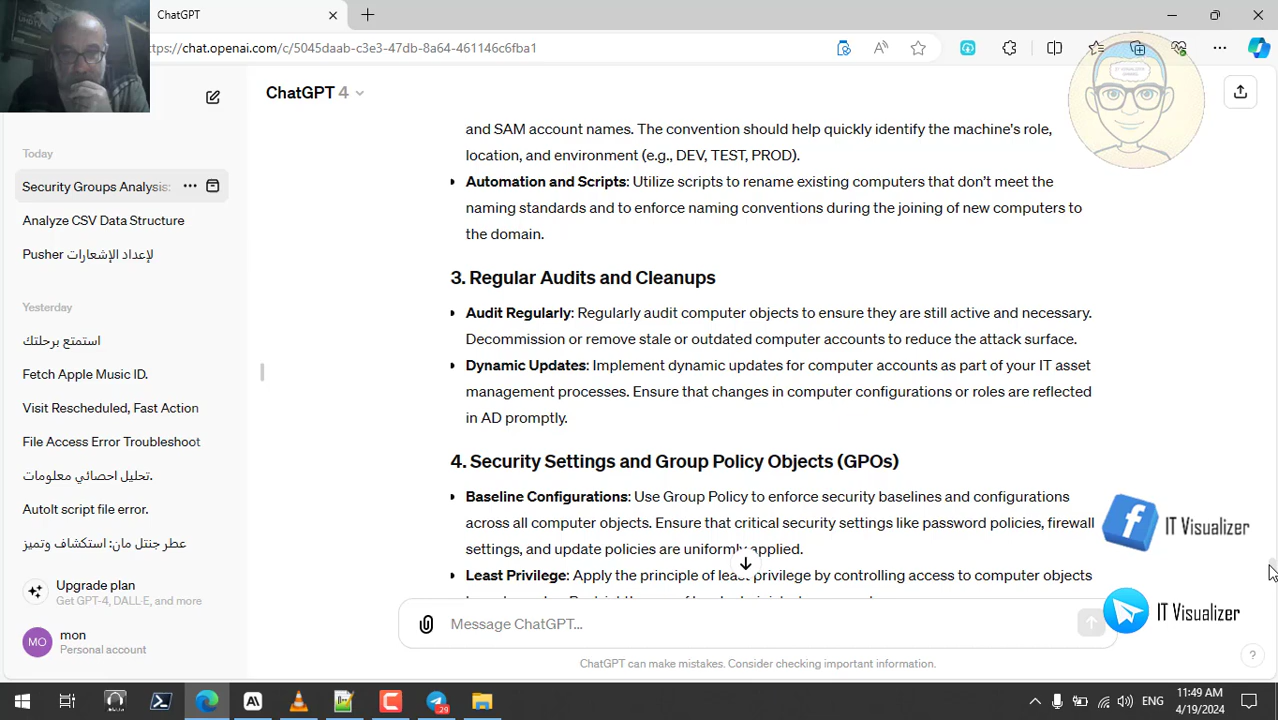 ChatGPT
ttps://chat.openai.com/c/5045daab-c3e3-47db-8a64-461146c6fba1
ChatGPT 4
Today
Security Groups Analysis:
Analyze CSV Data Structure
Pusher لإعداد الإشعارات
Yesterday
استمتع برحلتك
Fetch Apple Music ID.
Visit Rescheduled, Fast Action
File Access Error Troubleshoot
تحليل احصائي معلومات.
AutoIt script file error.
عطر جنتل مان: استكشاف وتميز
Upgrade plan
Get GPT-4, DALL·E, and more
MO
mon
Personal account
and SAM account names. The convention should help quickly identify the machine's role,
location, and environment (e.g., DEV, TEST, PROD).
Automation and Scripts: Utilize scripts to rename existing computers that don't meet the
naming standards and to enforce naming conventions during the joining of new computers to
the domain.
3. Regular Audits and Cleanups
Audit Regularly: Regularly audit computer objects to ensure they are still active and necessary.
Decommission or remove stale or outdated computer accounts to reduce the attack surface.
Dynamic Updates: Implement dynamic updates for computer accounts as part of your IT asset
management processes. Ensure that changes in computer configurations or roles are reflected
in AD promptly.
4. Security Settings and Group Policy Objects (GPOs)
Baseline Configurations: Use Group Policy to enforce security baselines and configurations
across all computer objects. Ensure that critical security settings like password policies, firewall
settings, and update policies are uniformly applied.
Least Privilege: Apply the principle of least privilege by controlling access to computer objects
Message ChatGPT...
ChatGPT can make mistakes. Consider checking important information.
IT VISUALIZER
IT Visualizer
IT Visualizer
ENG
11:49 AM
4/19/2024
29